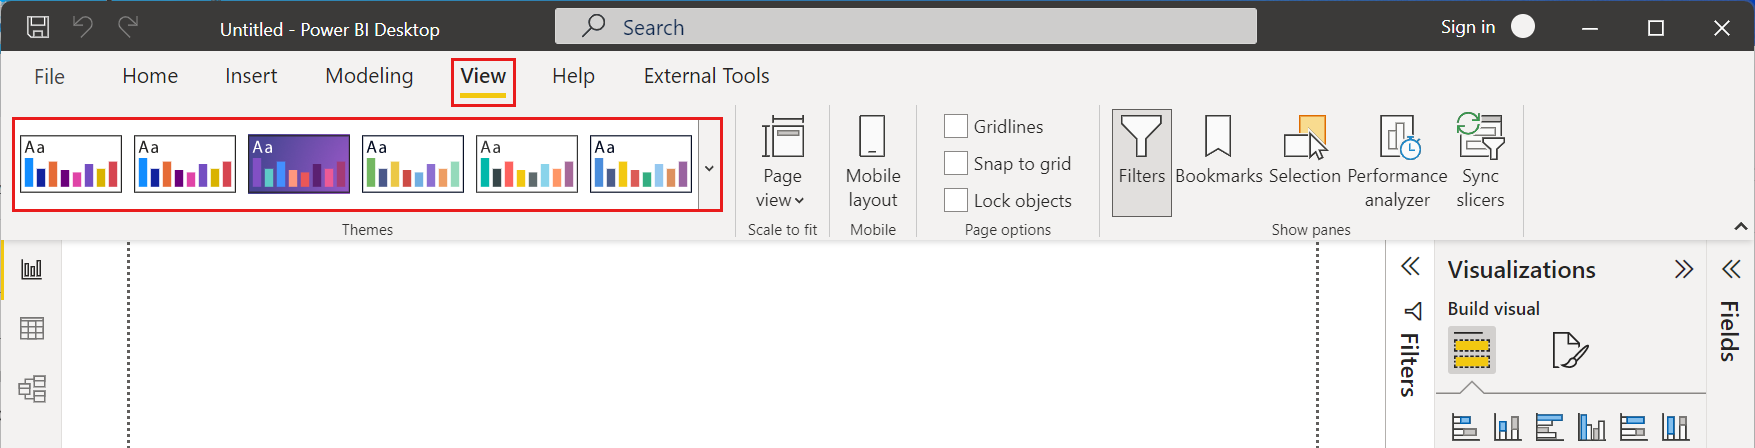 Untitled - Power BI Desktop
Search
Sign in
File
Home
Insert
Modeling
View
Help
External Tools
Aa
Aa
Aa
Aa
Aa
Aa
Themes
Page
view
Scale to fit
Mobile
layout
Mobile
Gridlines
Snap to grid
Lock objects
Page options
Filters
Bookmarks
Selection
Performance
analyzer
Sync
slicers
Show panes
Filters
Visualizations
Build visual
Fields